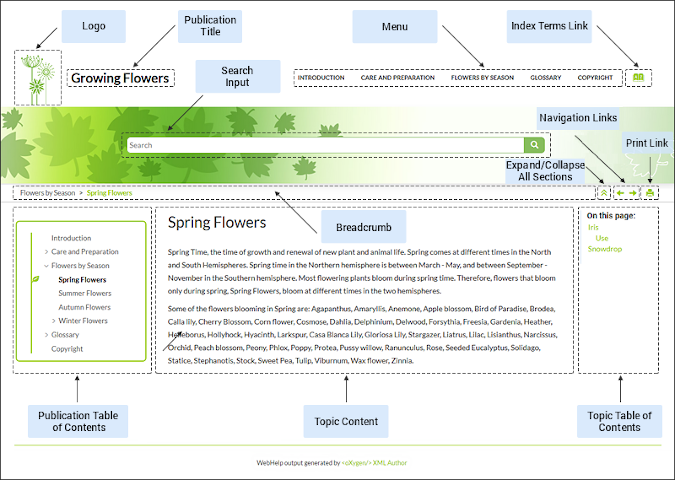 Logo
Publication
Title
Menu
Index Terms Link
Growing Flowers
Search
Input
INTRODUCTION CARE AND PREPARATION FLOWERS BY SEASON GLOSSARY COPYRIGHT
Navigation Links
Search
Print Link
Expand/Collapse
All Sections
Flowers by Season > Spring Flowers
Breadcrumb
Introduction
Care and Preparation
Flowers by Season
Spring Flowers
Summer Flowers
Autumn Flowers
Winter Flowers
Glossary
Copyright
Spring Flowers
Spring Time, the time of growth and renewal of new plant and animal life. Spring comes at different times in the North
and South Hemispheres. Spring time in the Northern hemisphere is between March - May, and between September -
November in the Southern hemisphere. Most flowering plants bloom during spring time. Therefore, flowers that bloom
only during spring, Spring Flowers, bloom at different times in the two hemispheres.
Some of the flowers blooming in Spring are: Agapanthus, Amaryllis, Anemone, Apple blossom, Bird of Paradise, Brodea,
Calla lily, Cherry Blossom, Corn flower, Cosmose, Dahlia, Delphinium, Delwood, Forsythia, Freesia, Gardenia, Heather,
Helleborus, Hollyhock, Hyacinth, Larkspur, Casa Blanca Lily, Gloriosa Lily, Stargazer, Liatrus, Lilac, Lisianthus, Narcissus,
Orchid, Peach blossom, Peony, Phlox, Poppy, Protea, Pussy willow, Ranunculus, Rose, Seeded Eucalyptus, Solidago,
Statice, Stephanotis, Stock, Sweet Pea, Tulip, Viburnum, Wax flower, Zinnia.
On this page:
Iris
Use
Snowdrop
Publication Table
of Contents
Topic Content
Topic Table of
Contents
WebHelp output generated by <oXygen/> XML Author